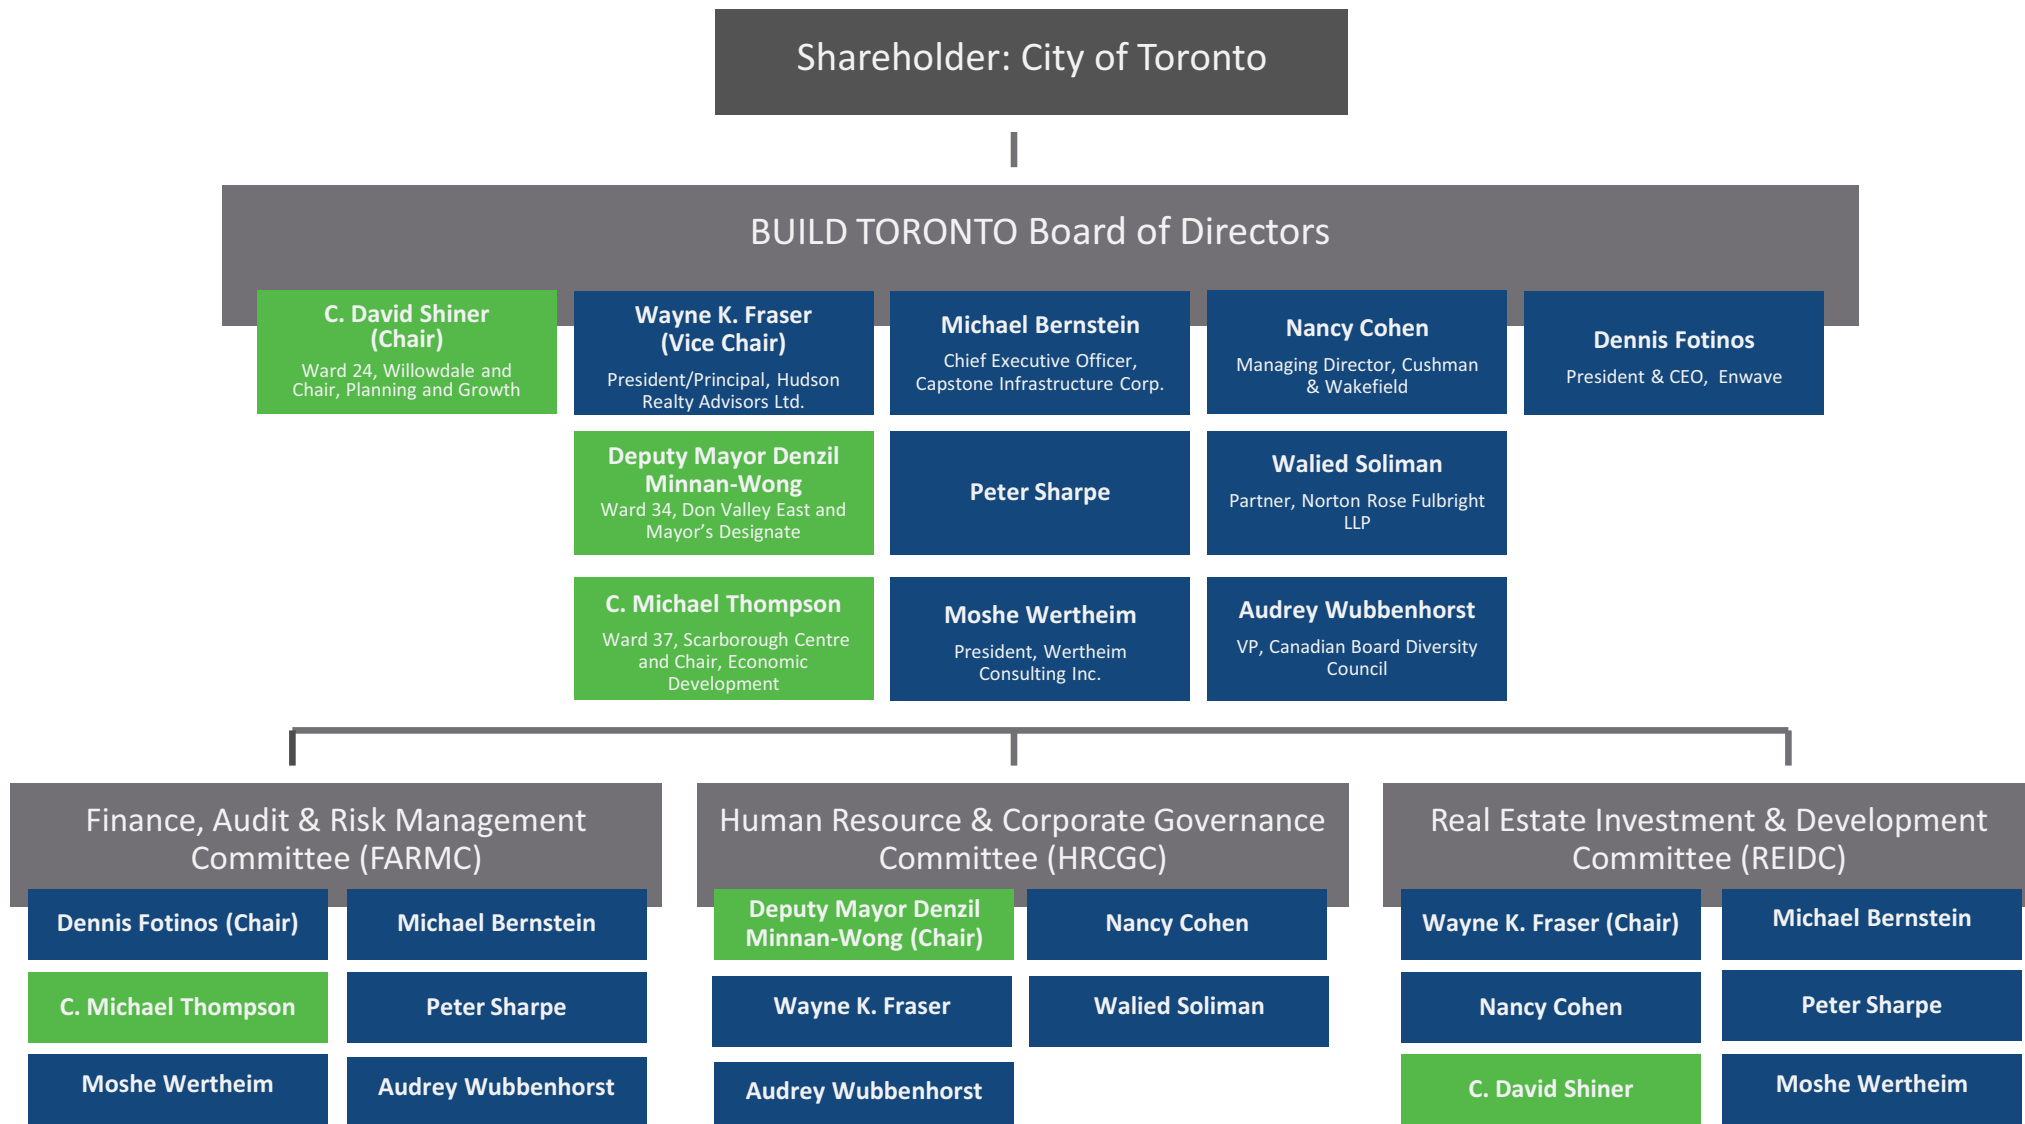 Shareholder: City of Toronto
BUILD TORONTO Board of Directors
C. David Shiner
(Chair)
Ward 24, Willowdale and
Chair, Planning and Growth
Wayne K. Fraser
(Vice Chair)
President/Principal, Hudson
Realty Advisors Ltd.
Michael Bernstein
Chief Executive Officer,
Capstone Infrastructure Corp.
Nancy Cohen
Managing Director, Cushman
& Wakefield
Dennis Fotinos
President & CEO, Enwave
Deputy Mayor Denzil
Minnan-Wong
Ward 34, Don Valley East and
Mayor’s Designate
Peter Sharpe
Walied Soliman
Partner, Norton Rose Fulbright
LLP
C. Michael Thompson
Ward 37, Scarborough Centre
and Chair, Economic
Development
Moshe Wertheim
President, Wertheim
Consulting Inc.
Audrey Wubbenhorst
VP, Canadian Board Diversity
Council
Finance, Audit & Risk Management
Committee (FARMC)
Dennis Fotinos (Chair)
Michael Bernstein
C. Michael Thompson
Peter Sharpe
Moshe Wertheim
Audrey Wubbenhorst
Human Resource & Corporate Governance
Committee (HRCGC)
Deputy Mayor Denzil
Minnan-Wong (Chair)
Nancy Cohen
Wayne K. Fraser
Walied Soliman
Audrey Wubbenhorst
Real Estate Investment & Development
Committee (REIDC)
Wayne K. Fraser (Chair)
Michael Bernstein
Nancy Cohen
Peter Sharpe
C. David Shiner
Moshe Wertheim